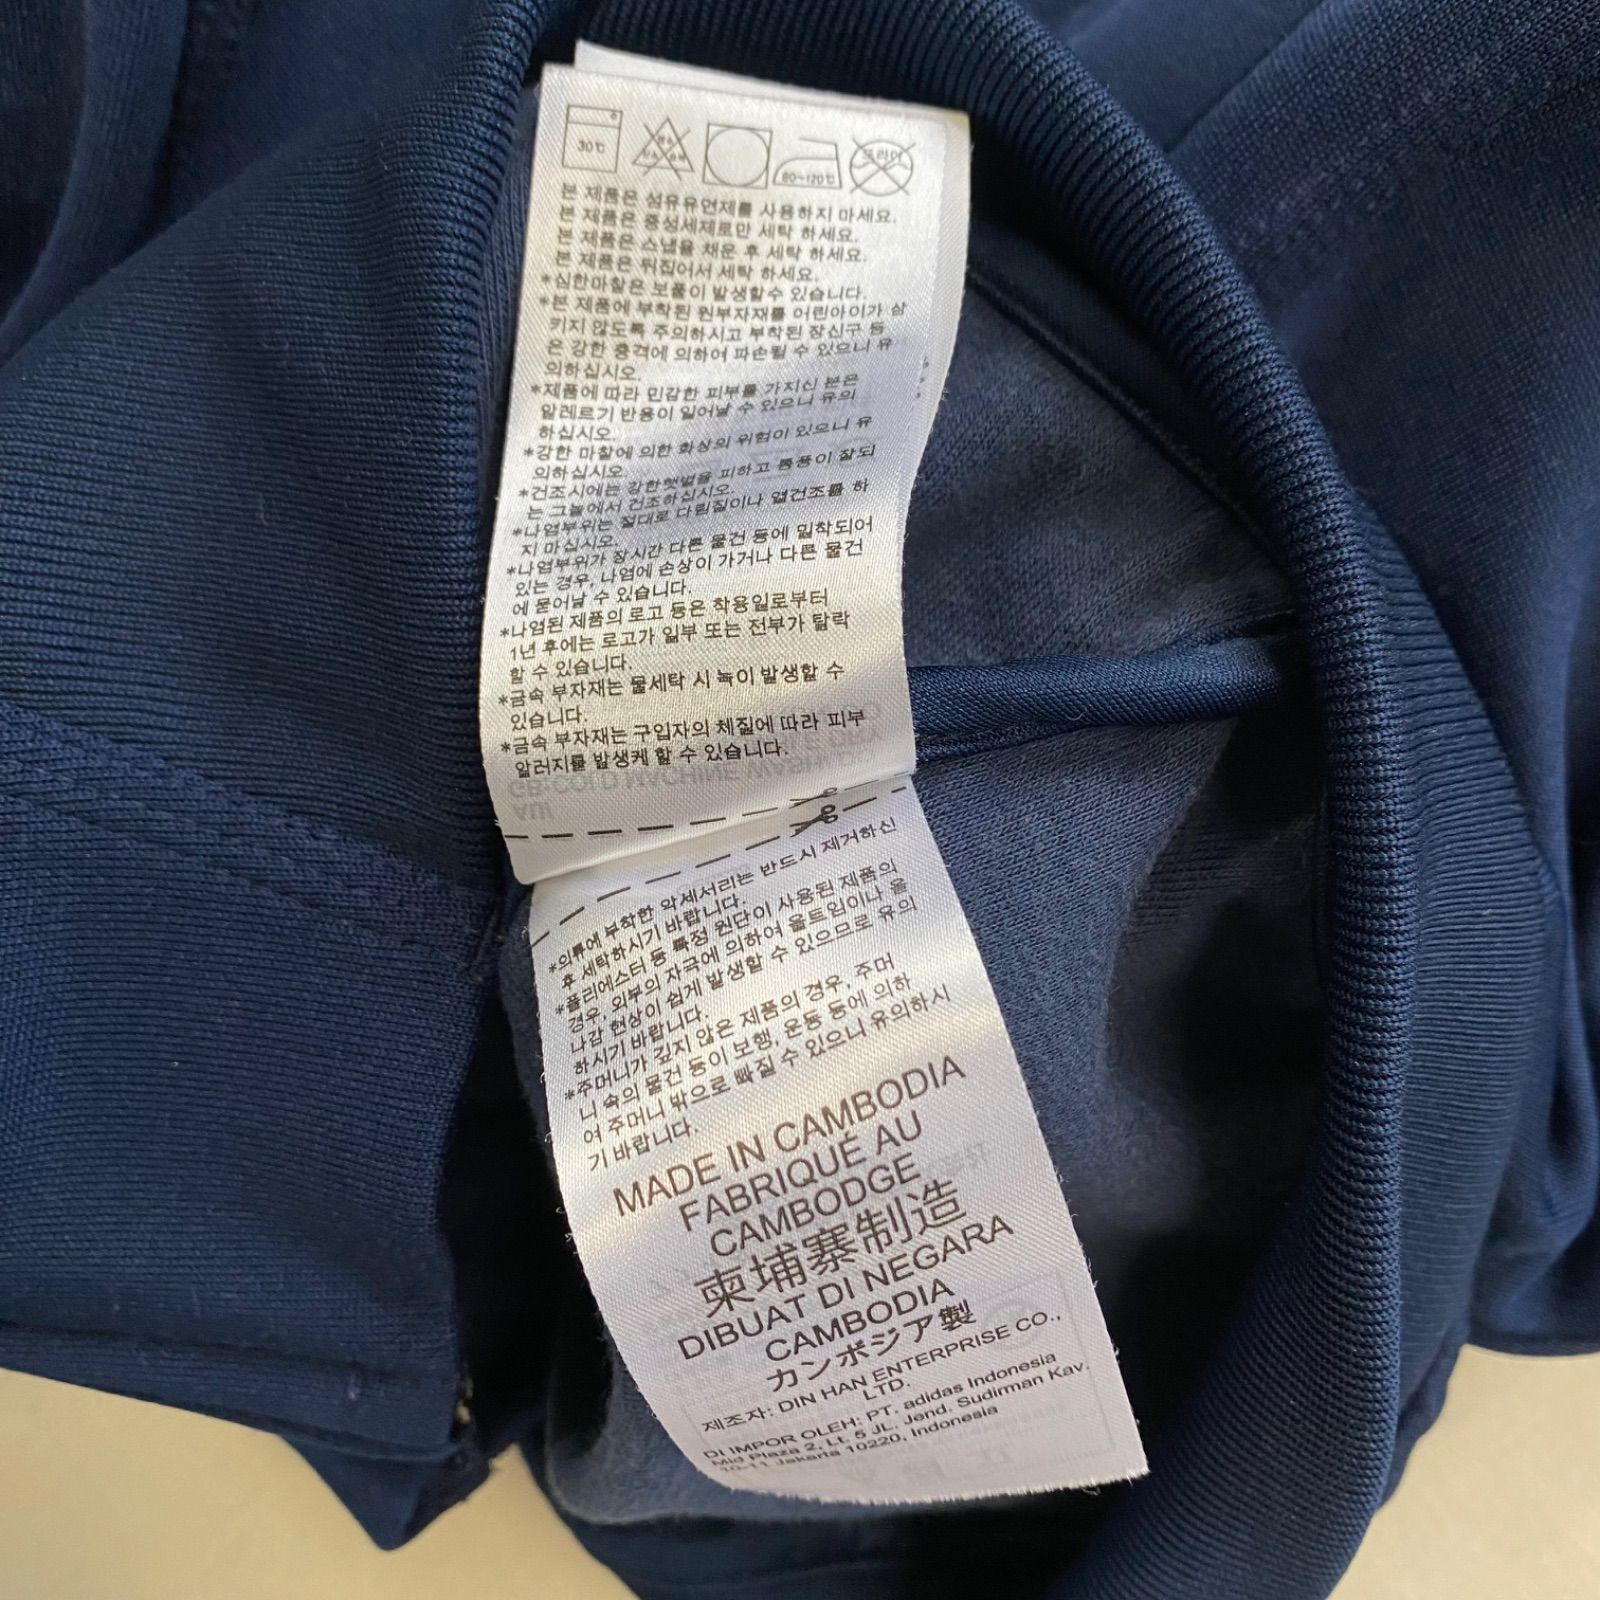 30℃
80~120℃
드라이
본 제품은 섬유유연제를 사용하지 마세요.
본 제품은 중성세제로만 세탁 하세요.
본 제품은 스냅을 채운 후 세탁 하세요.
본 제품은 뒤집어서 세탁 하세요.
*심한마찰은 보풀이 발생할수 있습니다.
*본 제품에 부착된 원부자재를 어린아이가 삼
키지 않도록 주의하시고 부착된 장신구 등
은 강한 충격에 의하여 파손될 수 있으니 유
의하십시오.
*제품에 따라 민감한 피부를 가지신 분은
알레르기 반응이 일어날 수 있으니 유의
하십시오.
*강한 마찰에 의한 화상의 위험이 있으니 유
의하십시오
*건조시에는 강한햇볕을 피하고 통풍이 잘되
는 그늘에서 건조하십시오.
*나염부위는 절대로 다림질이나 열건조를 하
지 마십시오.
*나염부위가 장시간 다른 물건 등에 밀착되어
있는 경우, 나염에 손상이 가거나 다른 물건
에 묻어날 수 있습니다.
*나염된 제품의 로고 등은 착용일로부터
1년 후에는 로고가 일부 또는 전부가 탈락
할 수 있습니다.
*금속 부자재는 물세탁 시 녹이 발생할 수
있습니다.
*금속 부자재는 구입자의 체질에 따라 피부
알러지를 발생케 할 수 있습니다.
*의류에 부착한 악세서리는 반드시 제거하신
후 세탁하시기 바랍니다.
*폴리에스터 등 특정 원단이 사용된 제품의
경우, 외부의 자극에 의하여 올트임이나 올
나감 현상이 쉽게 발생할 수 있으므로 유의
하시기 바랍니다.
*주머니가 깊지 않은 제품의 경우, 주머
니 속의 물건 등이 보행, 운동 등에 의하
여 주머니 밖으로 빠질 수 있으니 유의하시
기 바랍니다.
MADE IN CAMBODIA
FABRIQUÉ AU
CAMBODGE
柬埔寨制造
DIBUAT DI NEGARA
CAMBODIA
カンボジア製
제조자: DIN HAN ENTERPRISE CO.,
LTD.
DI IMPOR OLEH: PT. adidas Indonesia
Mid Plaza 2, Lt. 5 JL. Jend. Sudirman Kav.
10-11 Jakarta 10220, Indonesia